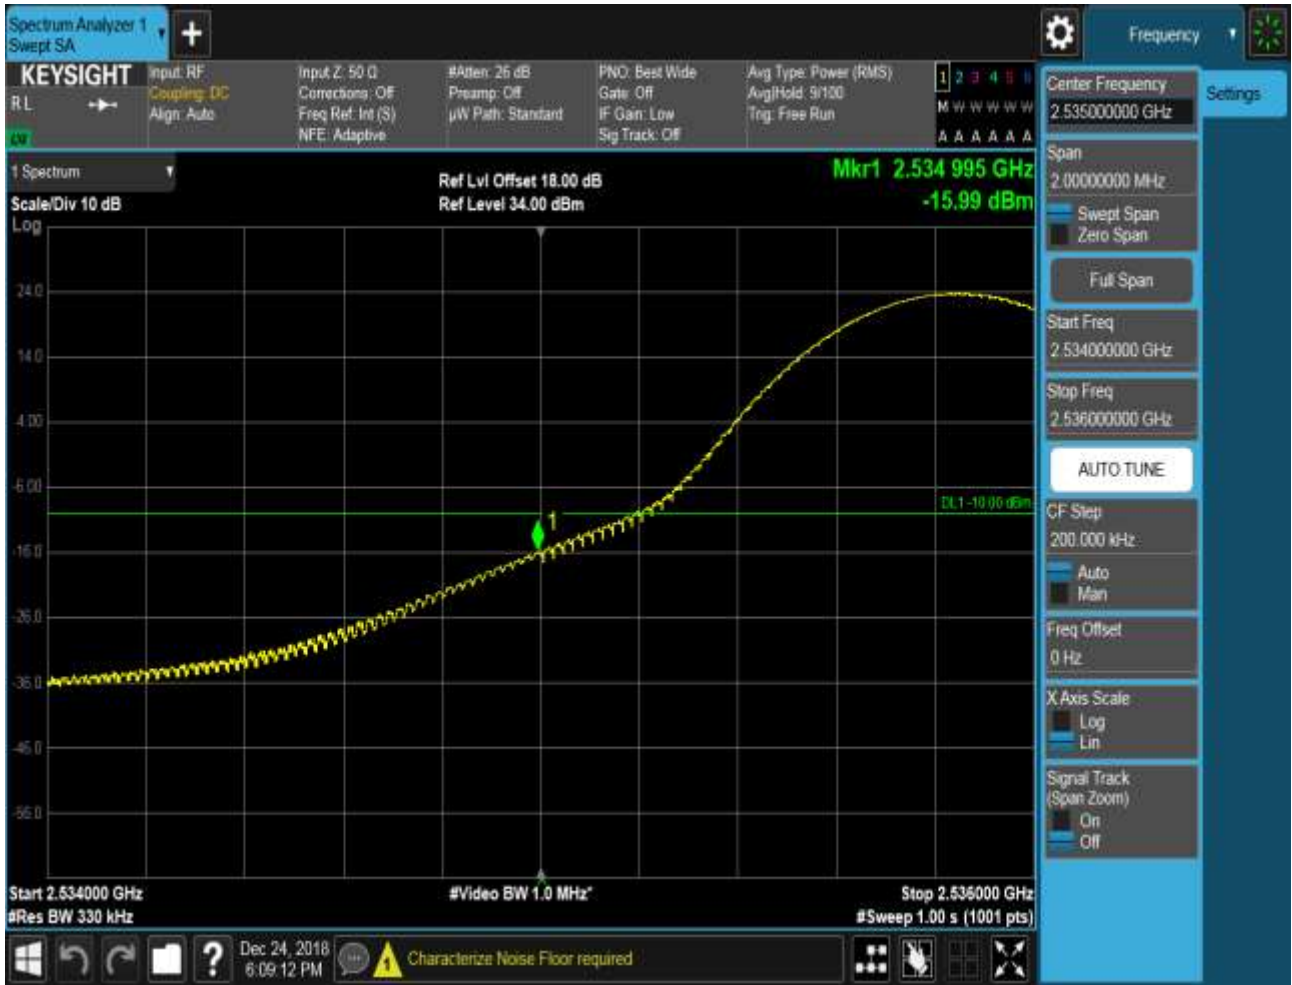 Spectrum Analyzer 1
Swept SA
Frequency
KEYSIGHT
R L
Input: RF
Coupling: DC
Align: Auto
Input Z: 50 Ω
Corrections: Off
Freq Ref: Int (S)
NFE: Adaptive
#Atten: 26 dB
Preamp: Off
µW Path: Standard
PNO: Best Wide
Gate: Off
IF Gain: Low
Sig Track: Off
Avg Type: Power (RMS)
Avg|Hold: 9/100
Trig: Free Run
1 2 3 4 5 6
M W W W W W
A A A A A A
1 Spectrum
Scale/Div 10 dB
Log
Ref Lvl Offset 18.00 dB
Ref Level 34.00 dBm
Mkr1 2.534 995 GHz
-15.99 dBm
24.0
14.0
4.00
-6.00
-16.0
-26.0
-36.0
-46.0
-56.0
DL1 -10.00 dBm
1
Start 2.534000 GHz
#Res BW 330 kHz
#Video BW 1.0 MHz*
Stop 2.536000 GHz
#Sweep 1.00 s (1001 pts)
Center Frequency
2.535000000 GHz
Settings
Span
2.00000000 MHz
Swept Span
Zero Span
Full Span
Start Freq
2.534000000 GHz
Stop Freq
2.536000000 GHz
AUTO TUNE
CF Step
200.000 kHz
Auto
Man
Freq Offset
0 Hz
X Axis Scale
Log
Lin
Signal Track
(Span Zoom)
On
Off
?
Dec 24, 2018
6:09:12 PM
Characterize Noise Floor required